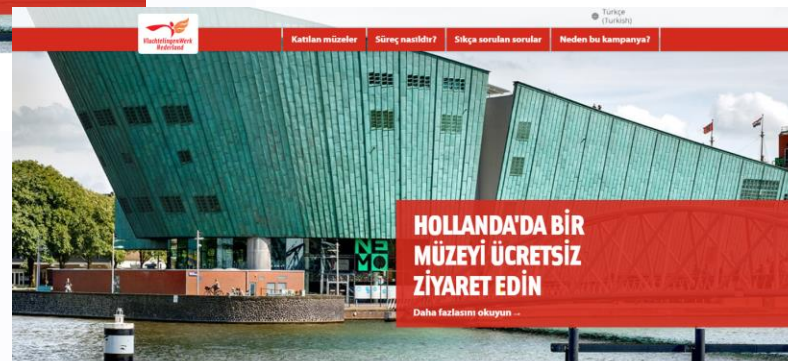 Türkçe
(Turkish)
VluchtelingenWerk
Nederland
Katılan müzeler
Süreç nasıldır?
Sıkça sorulan sorular
Neden bu kampanya?
NEMO
HOLLANDA'DA BİR
MÜZEYİ ÜCRETSİZ
ZİYARET EDİN
Daha fazlasını okuyun→